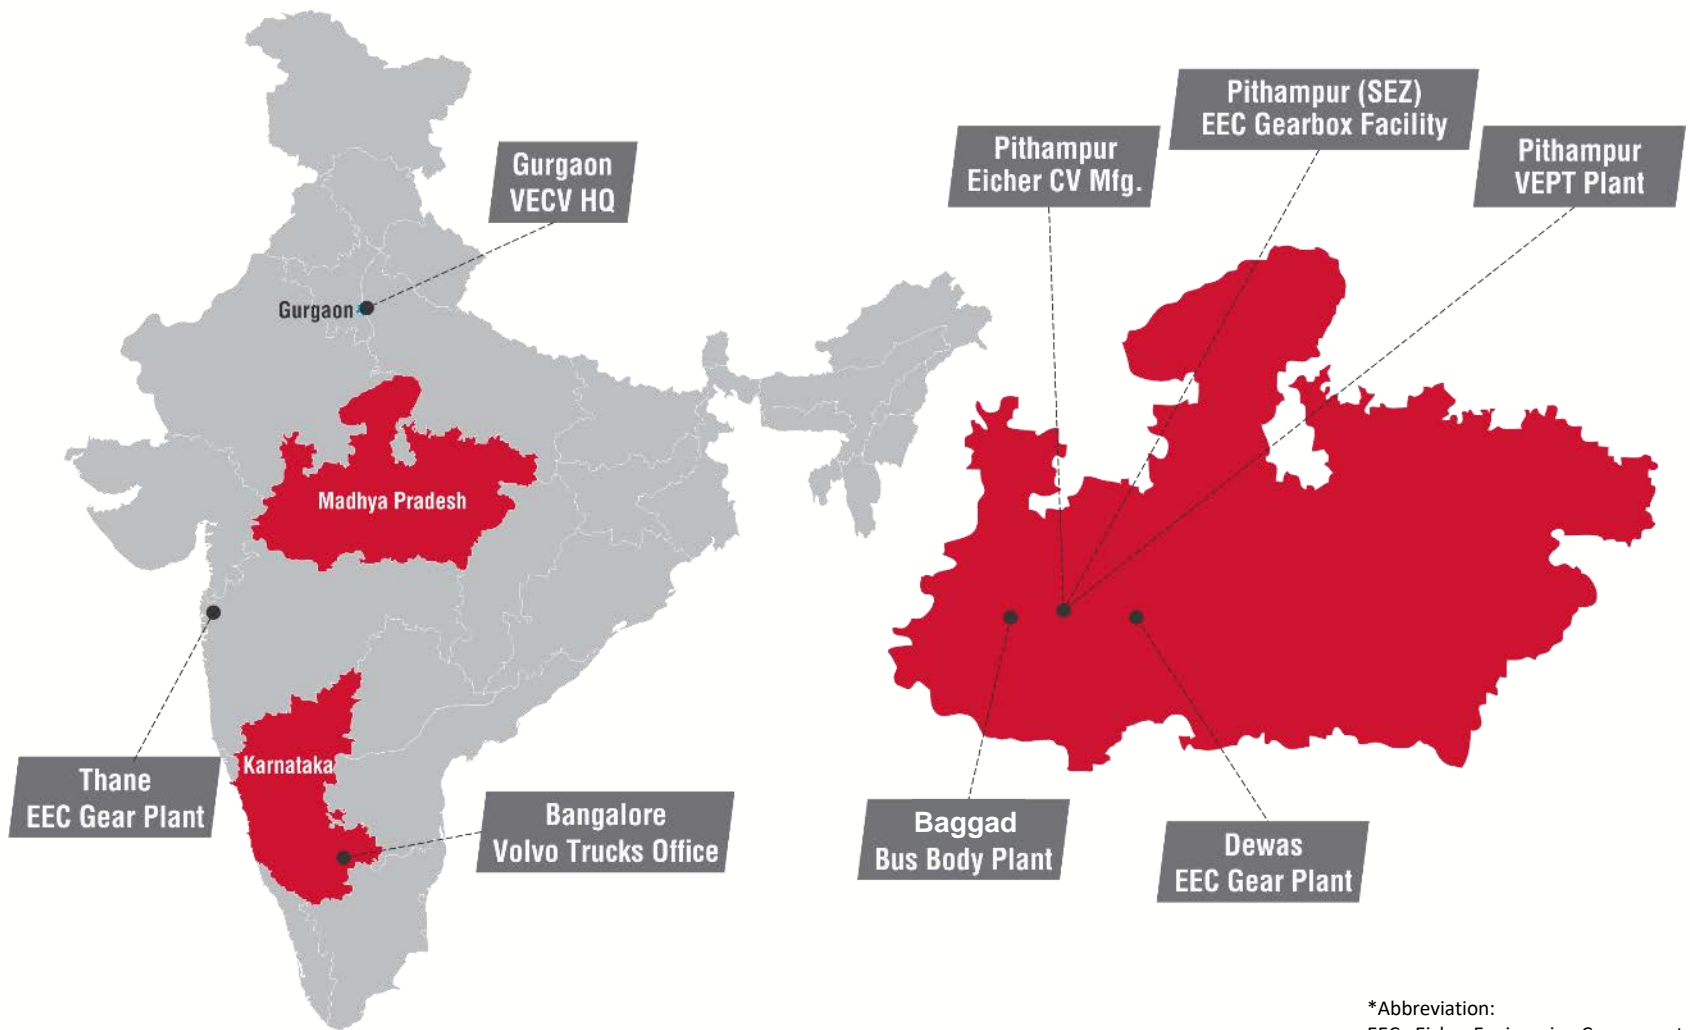 Gurgaon
VECV HQ
Gurgaon
Madhya Pradesh
Thane
EEC Gear Plant
Karnataka
Bangalore
Volvo Trucks Office
Pithampur
Eicher CV Mfg.
Pithampur (SEZ)
EEC Gearbox Facility
Pithampur
VEPT Plant
Baggad
Bus Body Plant
Dewas
EEC Gear Plant
*Abbreviation: